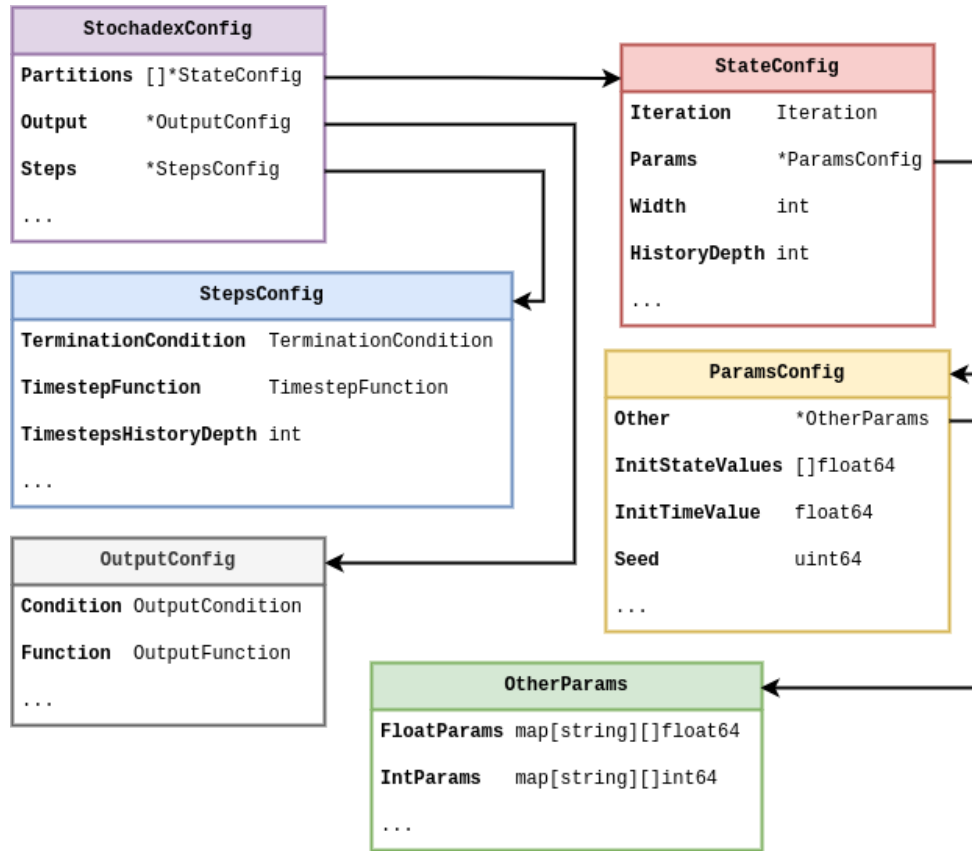 StochadexConfig
Partitions []*StateConfig
Output *OutputConfig
Steps *StepsConfig
...
StateConfig
Iteration Iteration
Params *ParamsConfig
Width int
HistoryDepth int
...
StepsConfig
TerminationCondition TerminationCondition
TimestepFunction TimestepFunction
TimestepsHistoryDepth int
...
ParamsConfig
Other *OtherParams
InitStateValues []float64
InitTimeValue float64
Seed uint64
...
OutputConfig
Condition OutputCondition
Function OutputFunction
...
OtherParams
FloatParams map[string][]float64
IntParams map[string][]int64
...